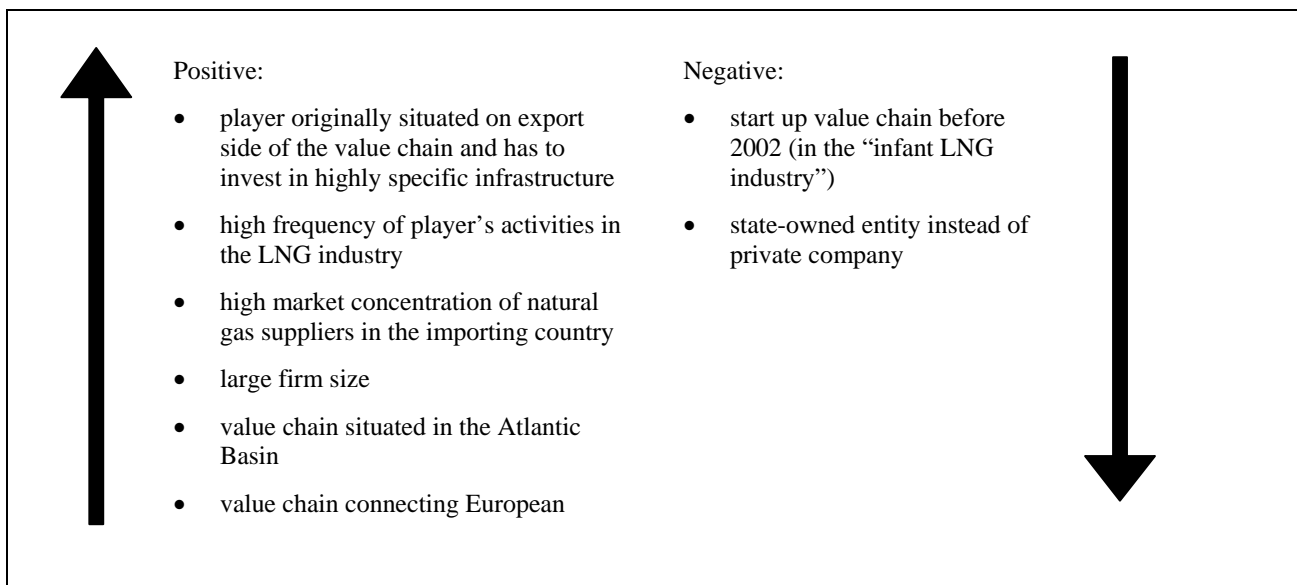 Positive:
• player originally situated on export
side of the value chain and has to
invest in highly specific infrastructure
• high frequency of player’s activities in
the LNG industry
• high market concentration of natural
gas suppliers in the importing country
• large firm size
• value chain situated in the Atlantic
Basin
• value chain connecting European
Negative:
• start up value chain before
2002 (in the “infant LNG
industry”)
• state-owned entity instead of
private company